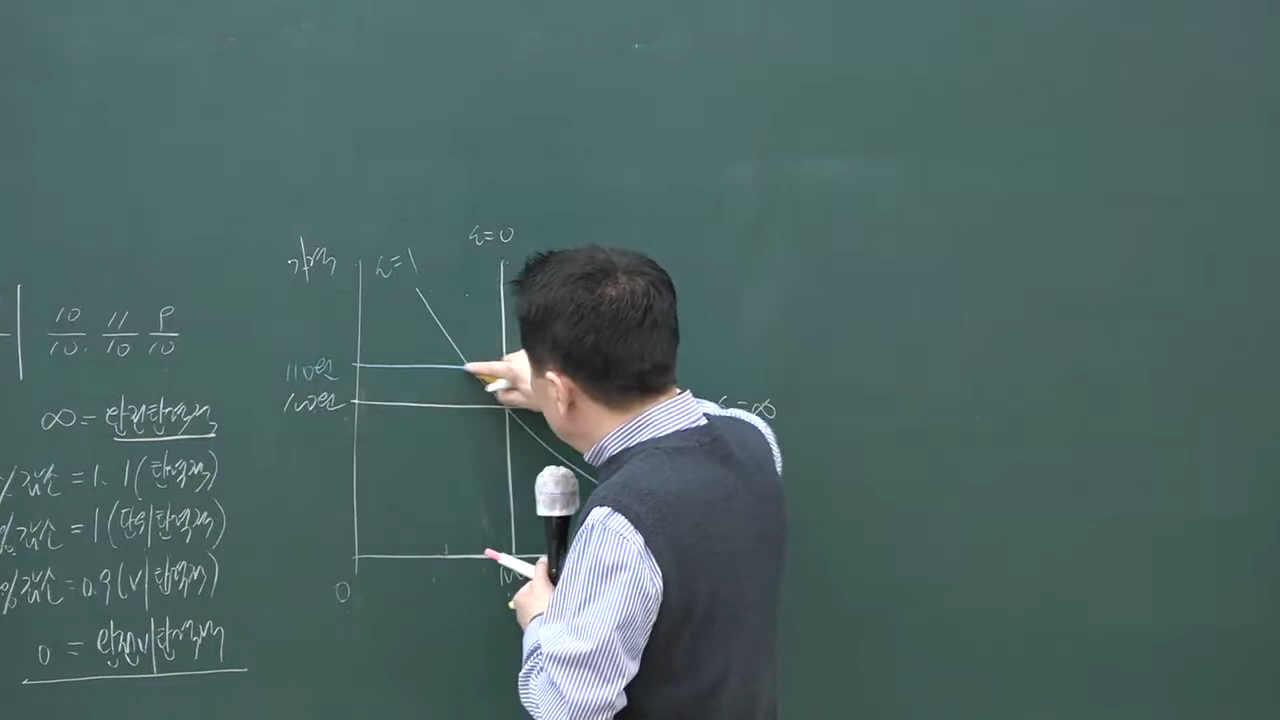 10/10 11/10 9/10
∞ = 완전탄력적
% 감소 = 1.1 (탄력적)
% 감소 = 1 (단위탄력적)
% 감소 = 0.9 (비탄력적)
0 = 완전비탄력적
가격
ε=1
ε=0
110원
100원
=∞
0